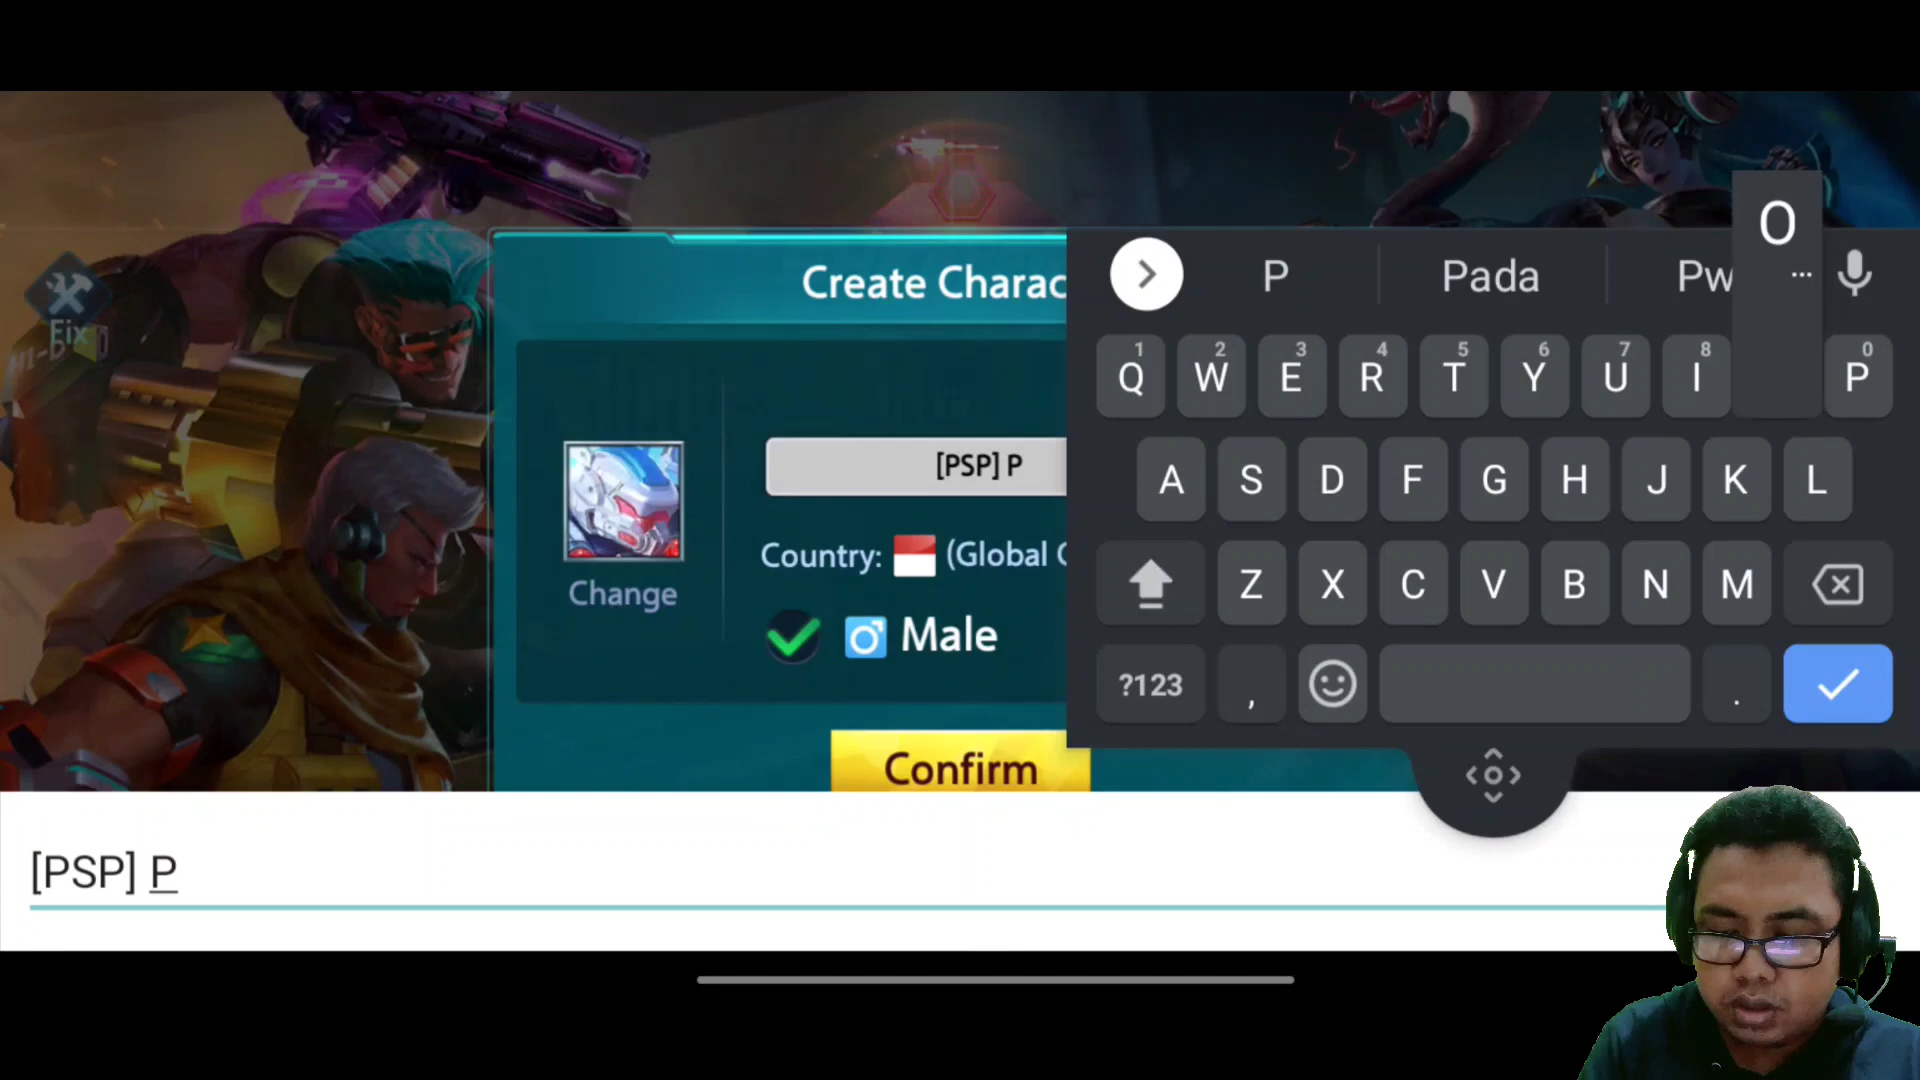 Create Charac
Fix
[PSP] P
Country: (Global
Change
Male
Confirm
O
P Pada Pw ...
1 2 3 4 5 6 7 8 0
Q W E R T Y U I P
A S D F G H J K L
Z X C V B N M
?123 , .
[PSP] P